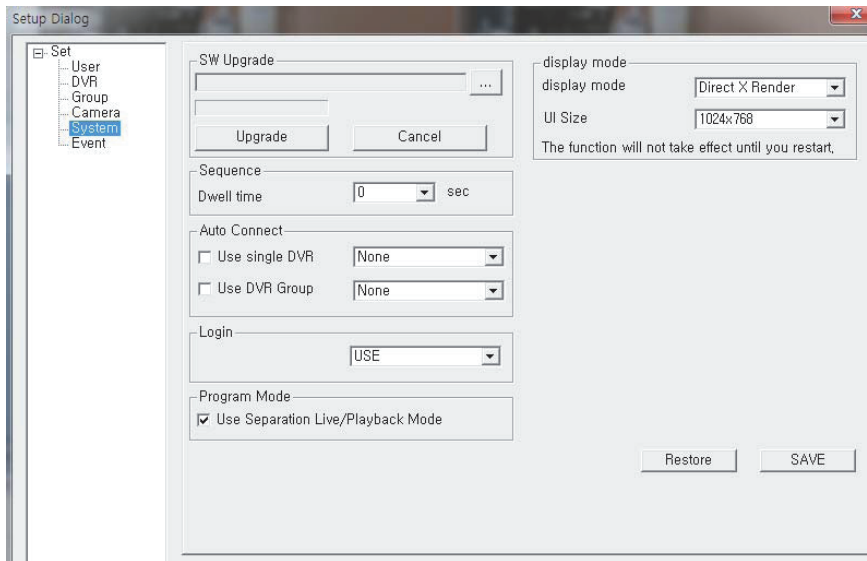 Setup Dialog
Set
User
DVR
Group
Camera
System
Event
SW Upgrade
...
Upgrade Cancel
Sequence
Dwell time 0 sec
Auto Connect
Use single DVR None
Use DVR Group None
Login
USE
Program Mode
Use Separation Live/Playback Mode
display mode
display mode Direct X Render
UI Size 1024x768
The function will not take effect until you restart,
Restore SAVE